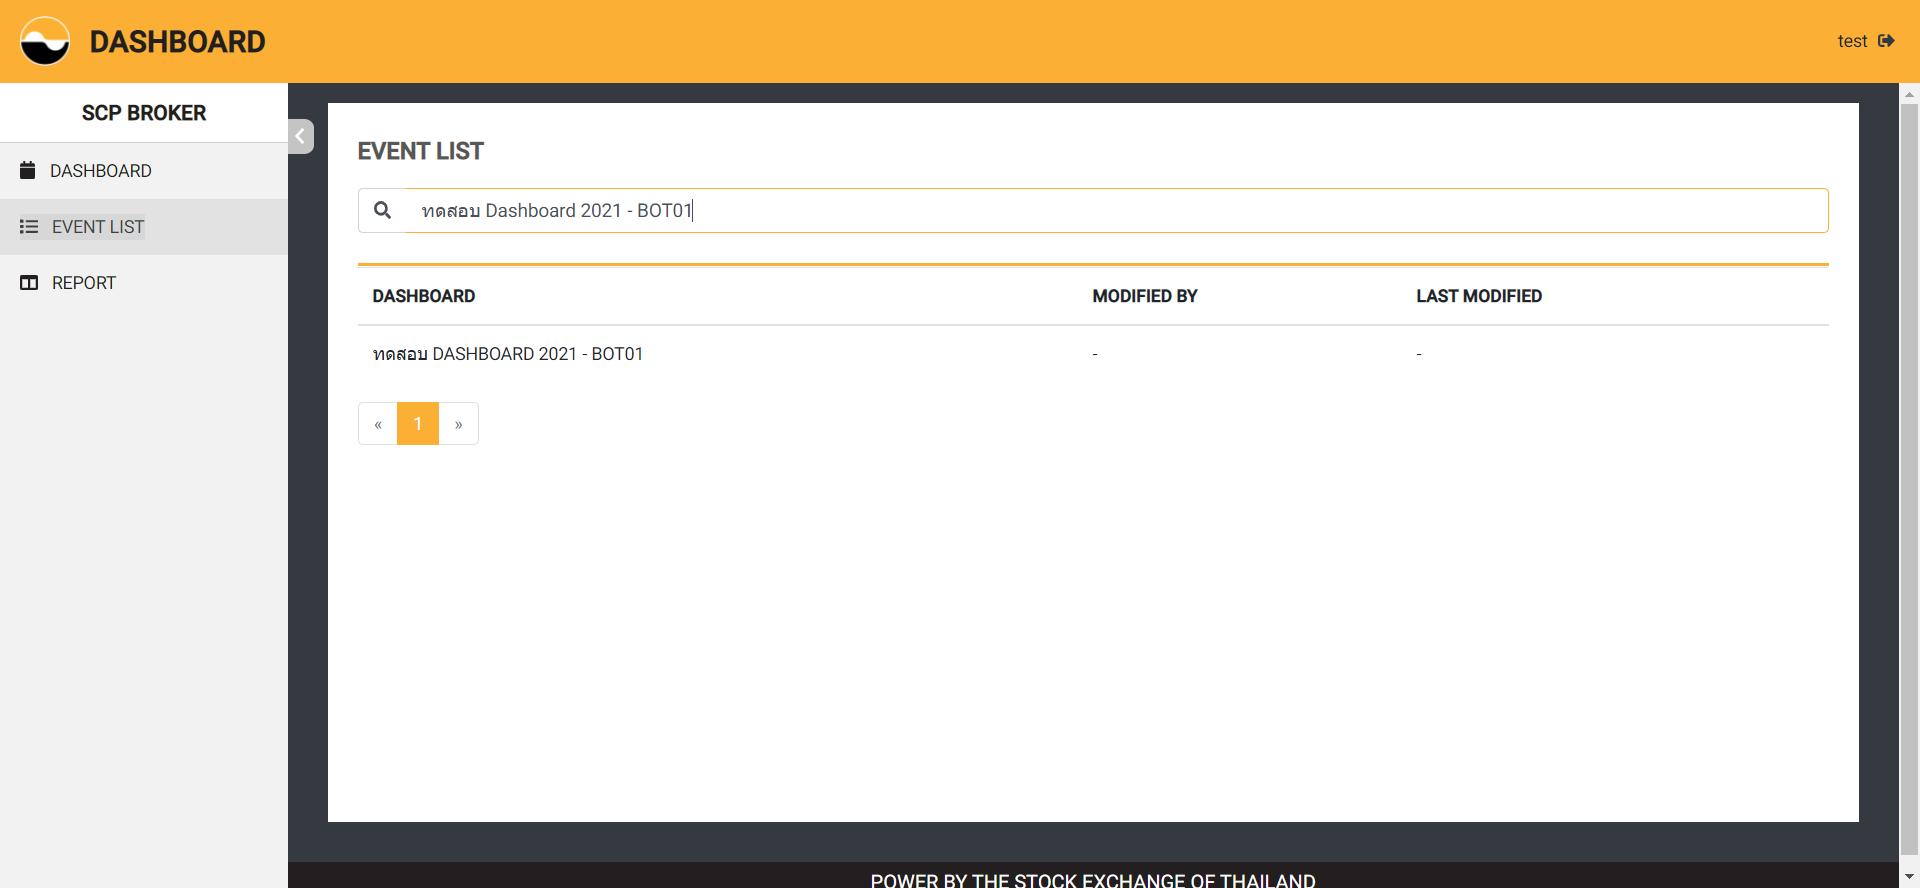 DASHBOARD
test
SCP BROKER
DASHBOARD
EVENT LIST
REPORT
EVENT LIST
ทดสอบ Dashboard 2021 - BOT01
DASHBOARD MODIFIED BY LAST MODIFIED
ทดสอบ DASHBOARD 2021 - BOT01 - -
« 1 »
POWER BY THE STOCK EXCHANGE OF THAILAND